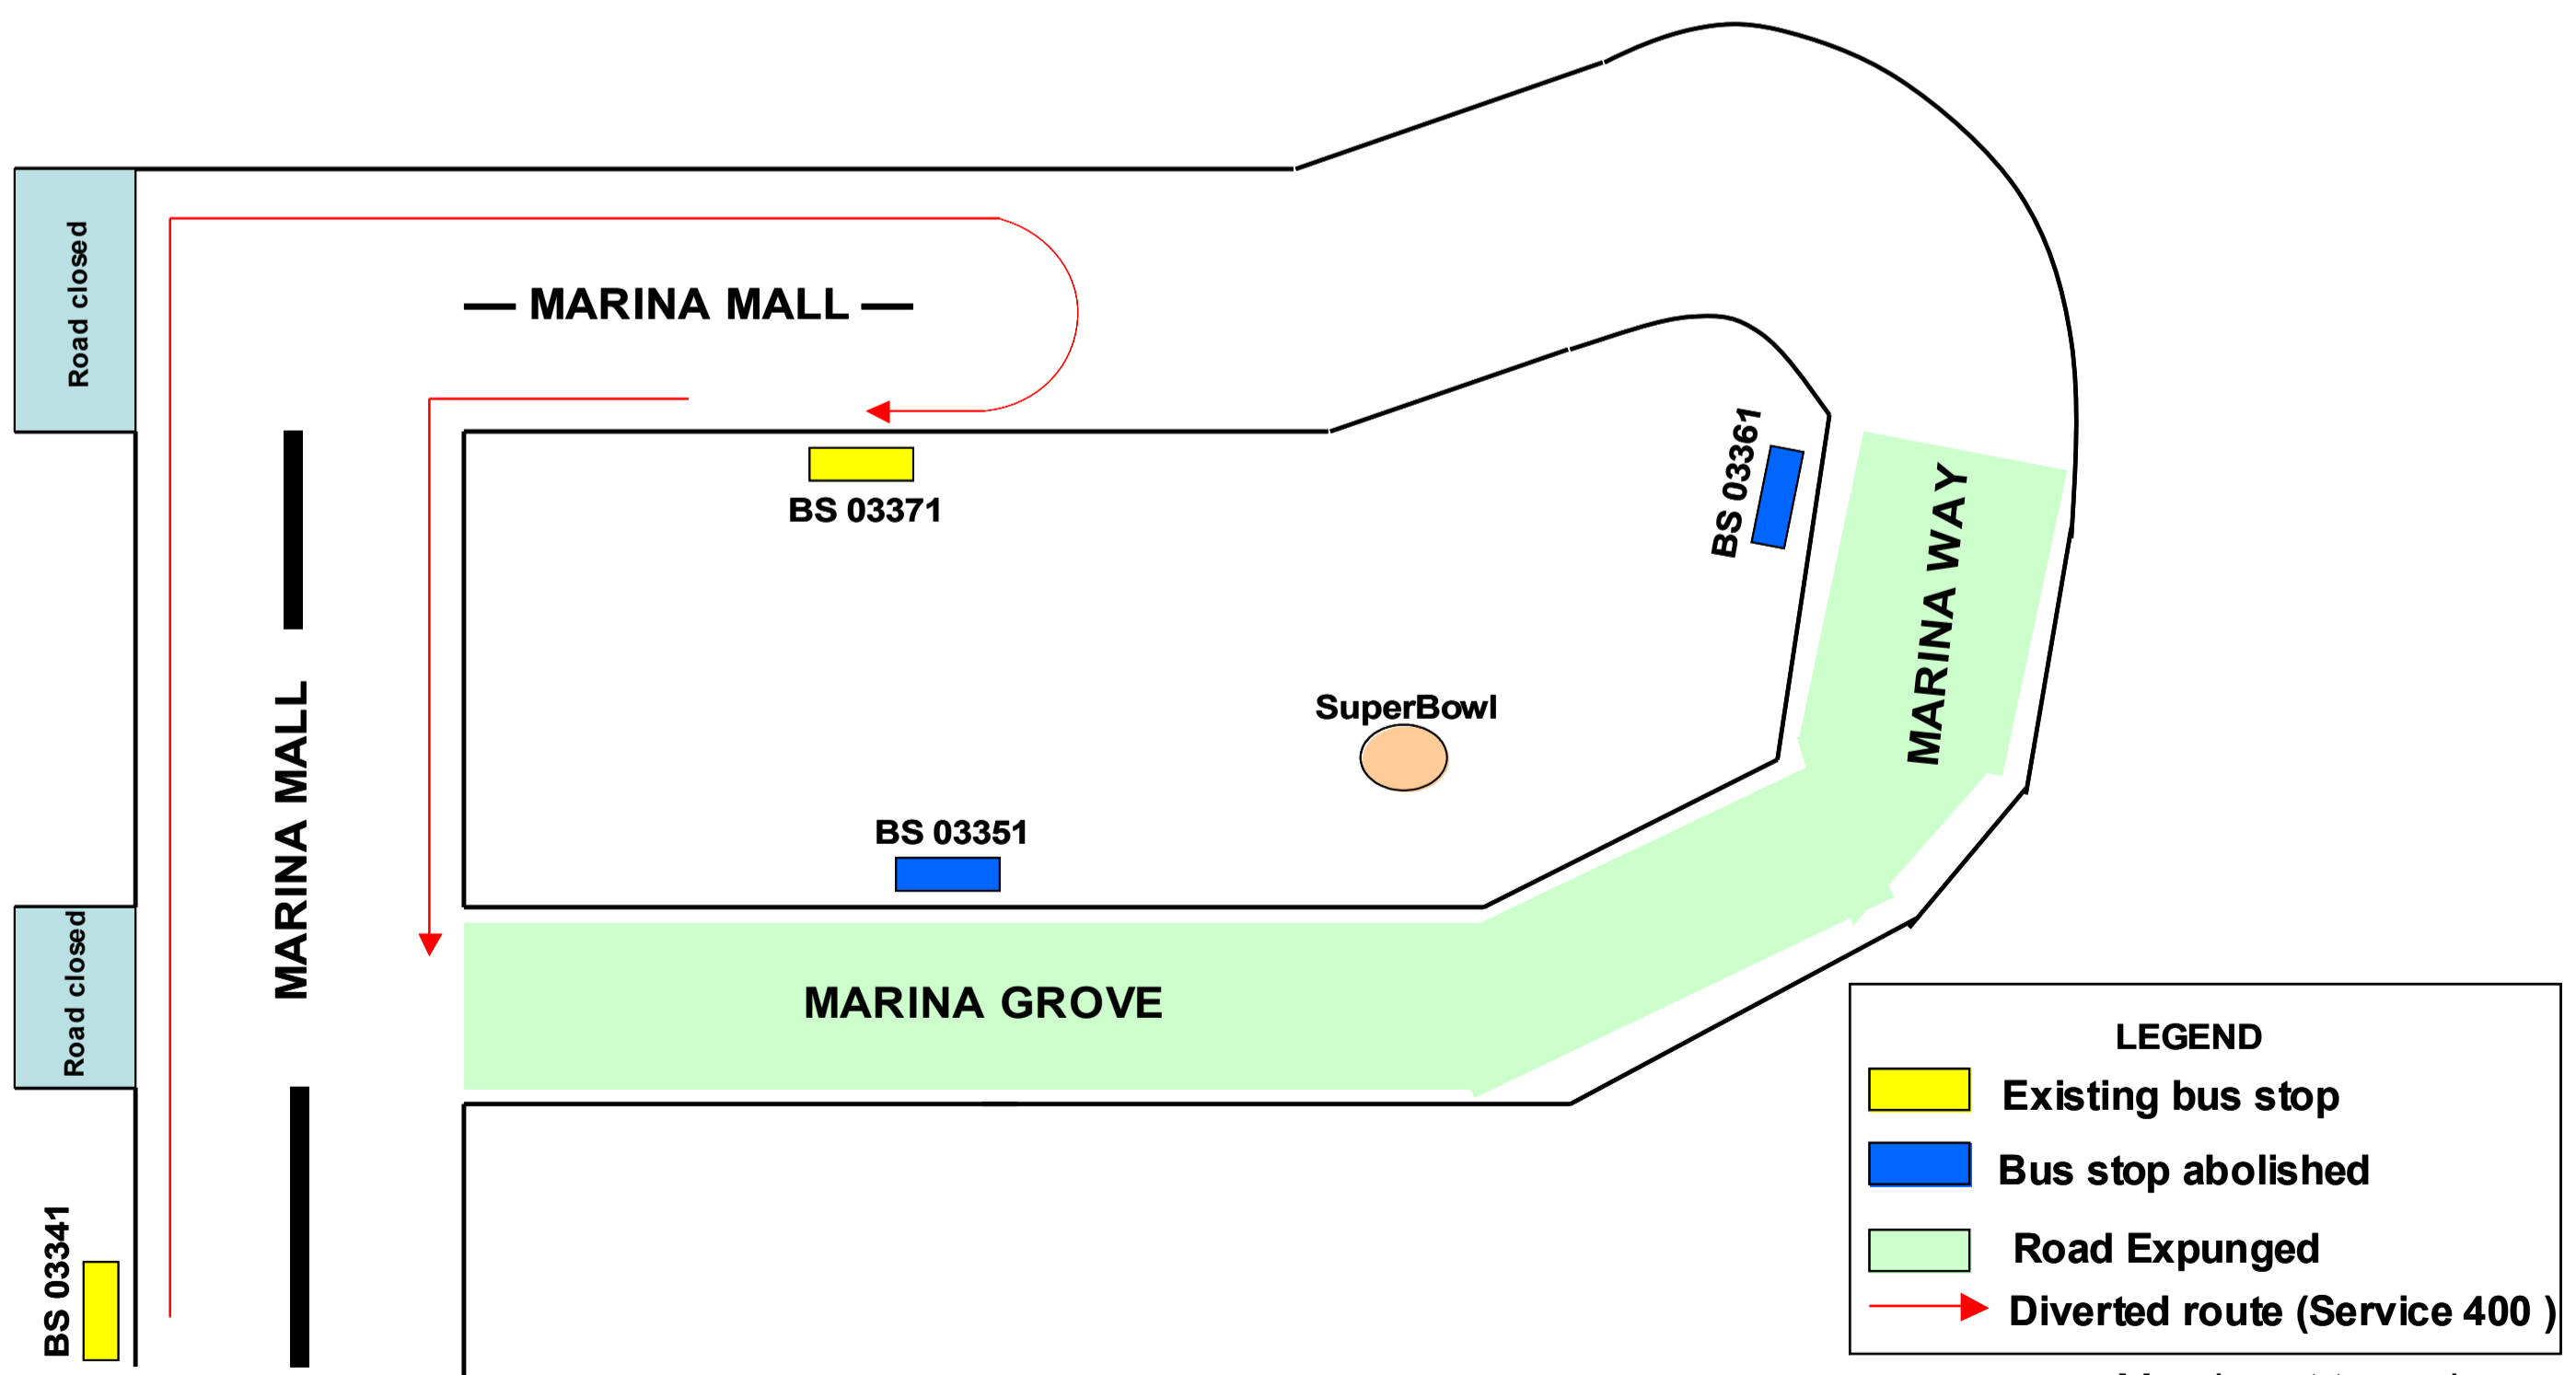 Road closed
— MARINA MALL —
BS 03371
BS 03361
MARINA WAY
SuperBowl
MARINA MALL
BS 03351
Road closed
MARINA GROVE
BS 03341
LEGEND
Existing bus stop
Bus stop abolished
Road Expunged
Diverted route (Service 400 )